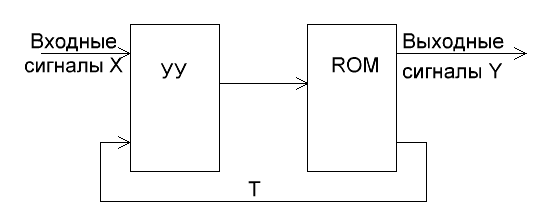 Входные
сигналы X
УУ
ROM
Выходные
сигналы Y
T